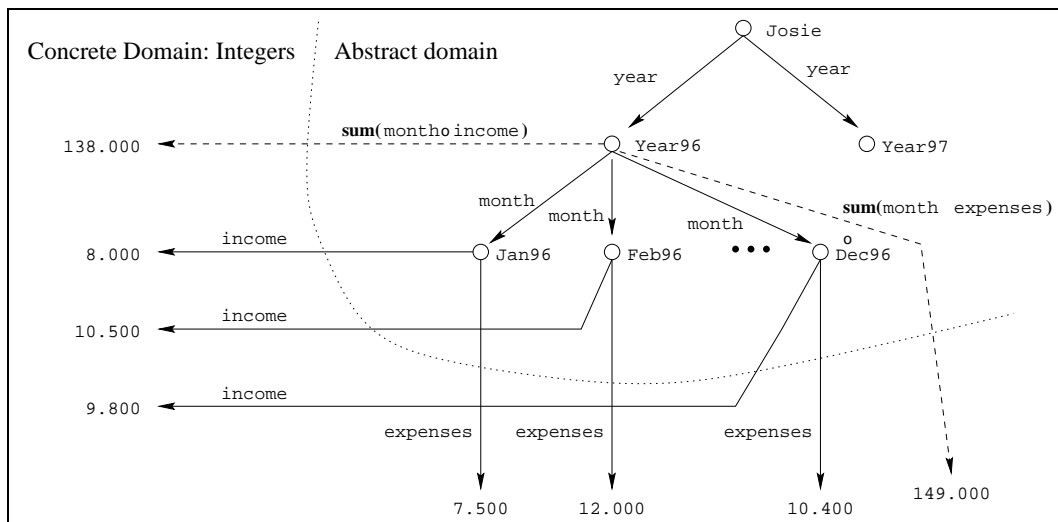 Josie
Concrete Domain: Integers
Abstract domain
year
year
sum(month o income)
138.000
Year96
Year97
month
month
month
sum(month expenses)
o
income
8.000
Jan96
Feb96
Dec96
income
10.500
income
9.800
expenses
expenses
expenses
7.500
12.000
10.400
149.000